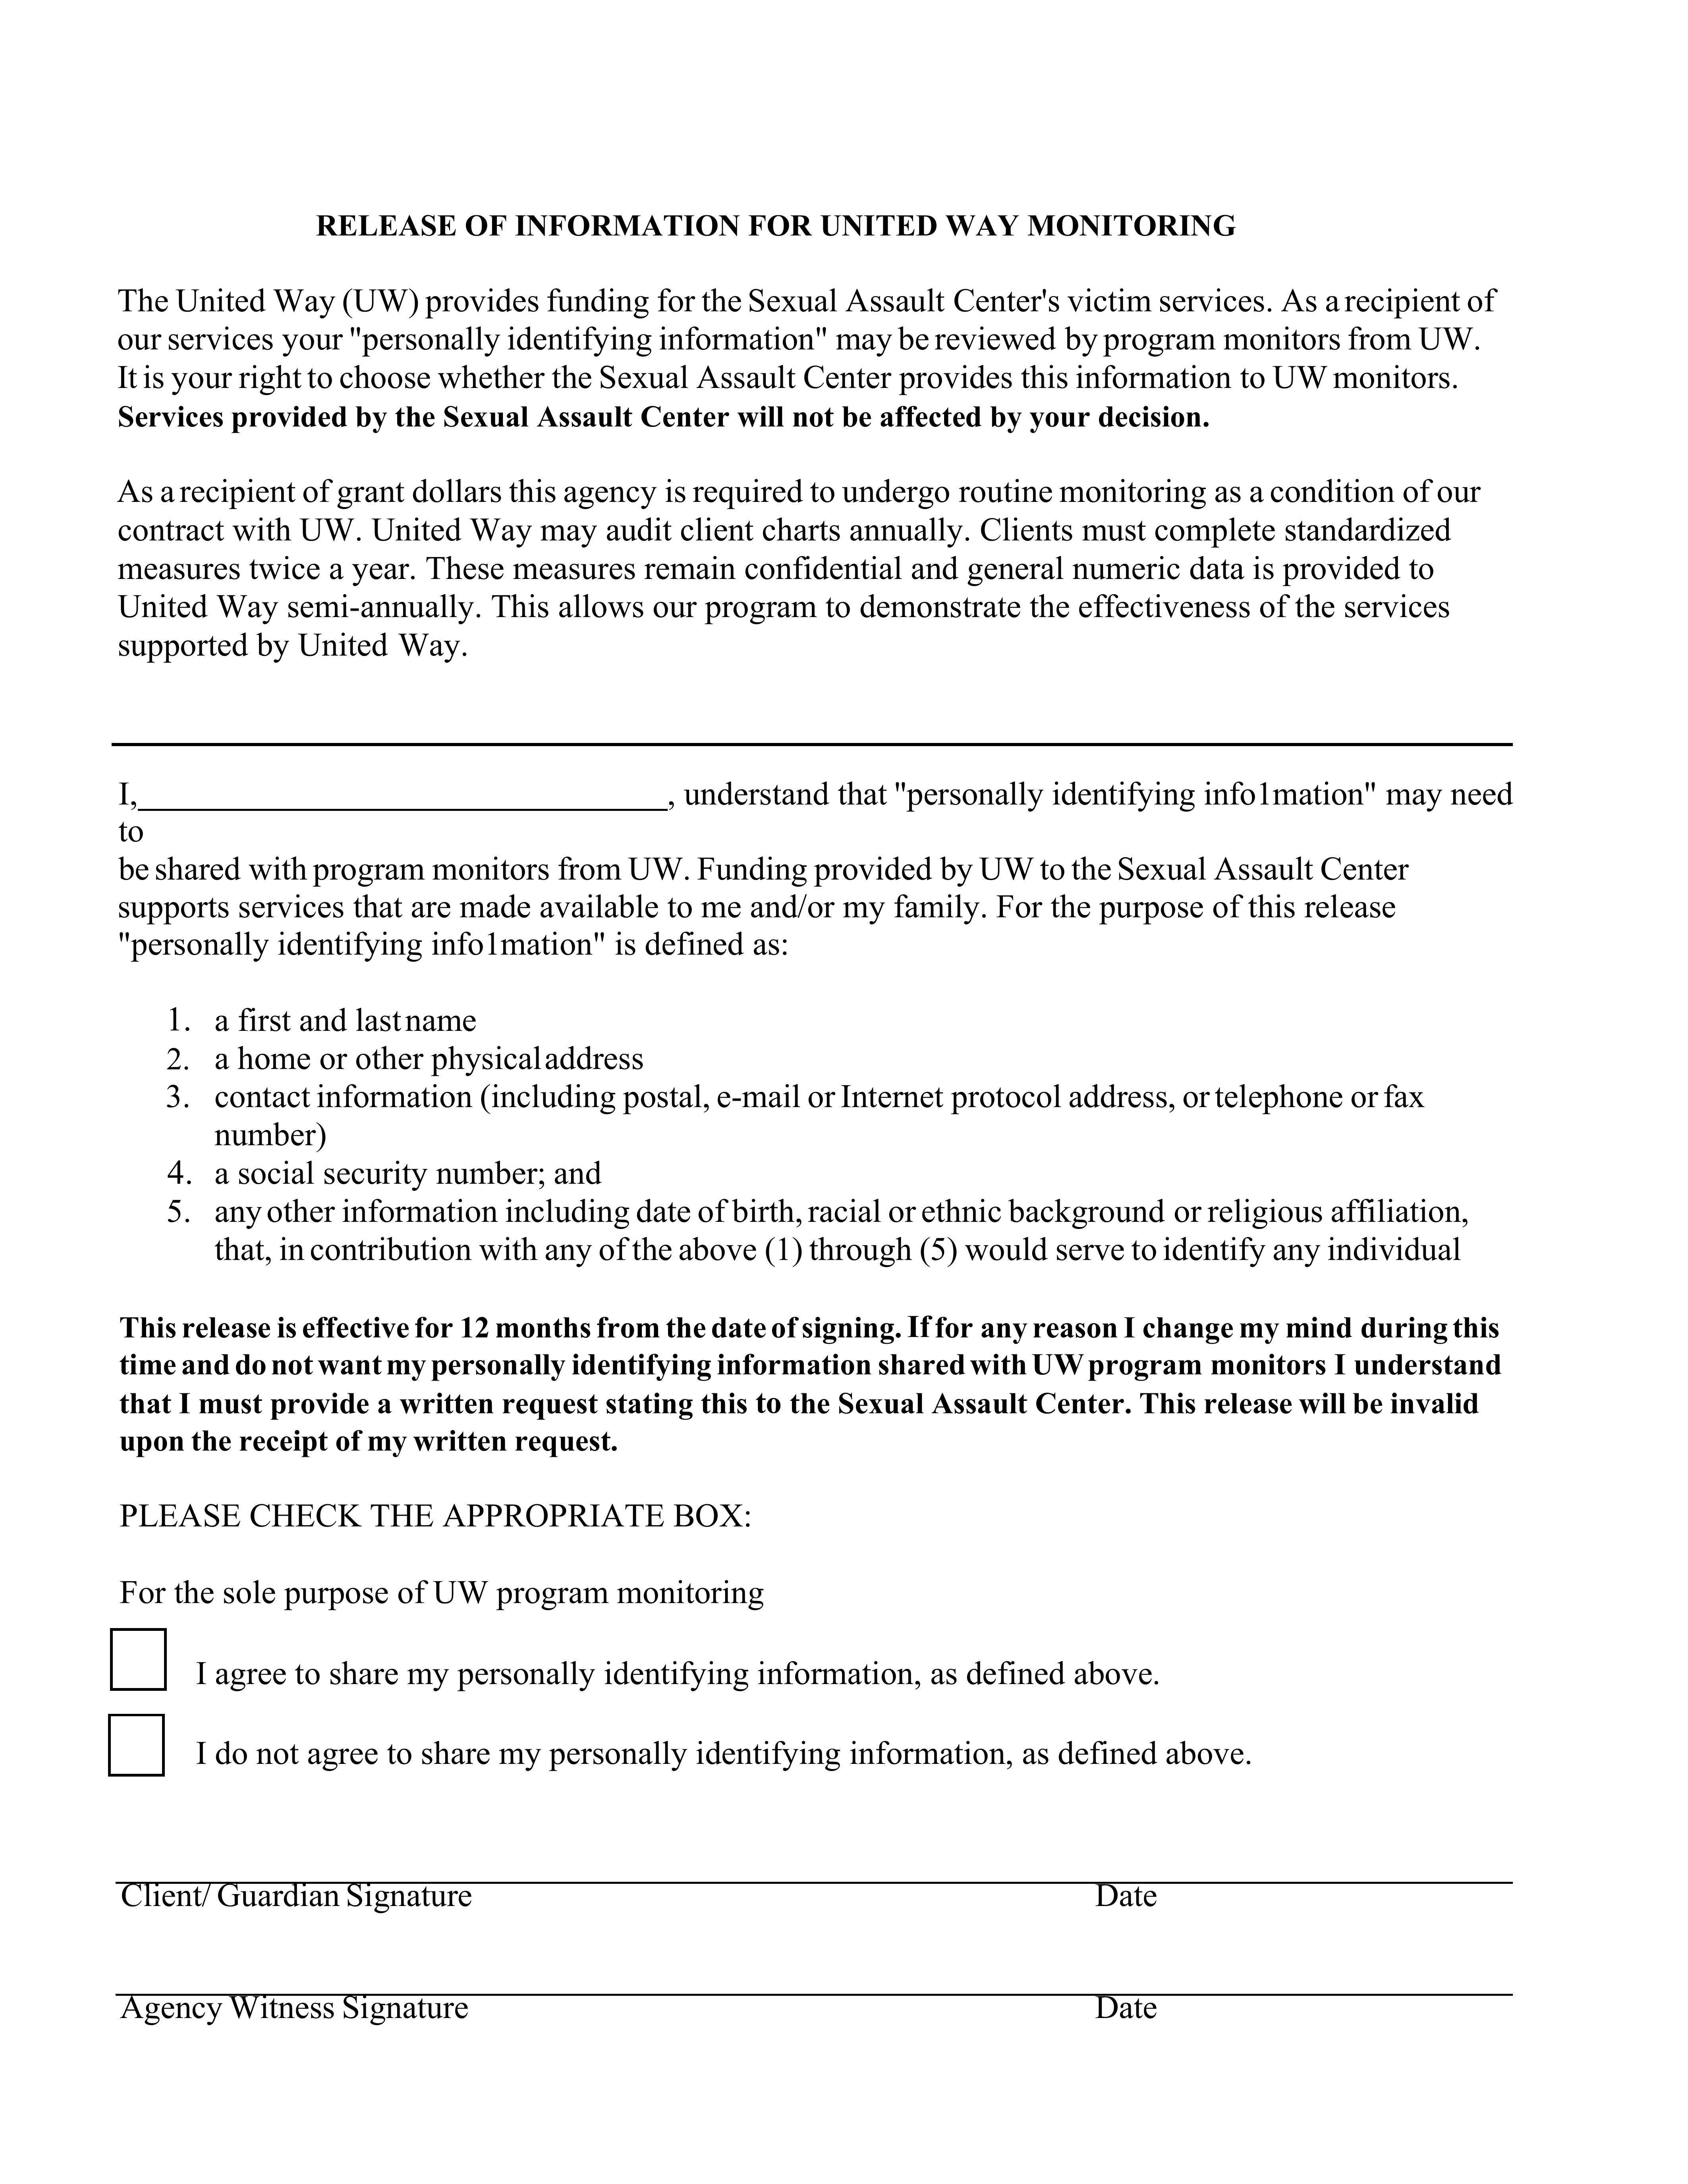 RELEASE OF INFORMATION FOR UNITED WAY MONITORING
The United Way (UW) provides funding for the Sexual Assault Center's victim services. As a recipient of
our services your "personally identifying information" may be reviewed by program monitors from UW.
It is your right to choose whether the Sexual Assault Center provides this information to UW monitors.
Services provided by the Sexual Assault Center will not be affected by your decision.
As a recipient of grant dollars this agency is required to undergo routine monitoring as a condition of our
contract with UW. United Way may audit client charts annually. Clients must complete standardized
measures twice a year. These measures remain confidential and general numeric data is provided to
United Way semi-annually. This allows our program to demonstrate the effectiveness of the services
supported by United Way.
I,________________________________, understand that "personally identifying info1mation" may need
to
be shared with program monitors from UW. Funding provided by UW to the Sexual Assault Center
supports services that are made available to me and/or my family. For the purpose of this release
"personally identifying info1mation" is defined as:
1. a first and last name
2. a home or other physical address
3. contact information (including postal, e-mail or Internet protocol address, or telephone or fax
number)
4. a social security number; and
5. any other information including date of birth, racial or ethnic background or religious affiliation,
that, in contribution with any of the above (1) through (5) would serve to identify any individual
This release is effective for 12 months from the date of signing. If for any reason I change my mind during this
time and do not want my personally identifying information shared with UW program monitors I understand
that I must provide a written request stating this to the Sexual Assault Center. This release will be invalid
upon the receipt of my written request.
PLEASE CHECK THE APPROPRIATE BOX:
For the sole purpose of UW program monitoring
I agree to share my personally identifying information, as defined above.
I do not agree to share my personally identifying information, as defined above.
Client/ Guardian Signature Date
Agency Witness Signature Date